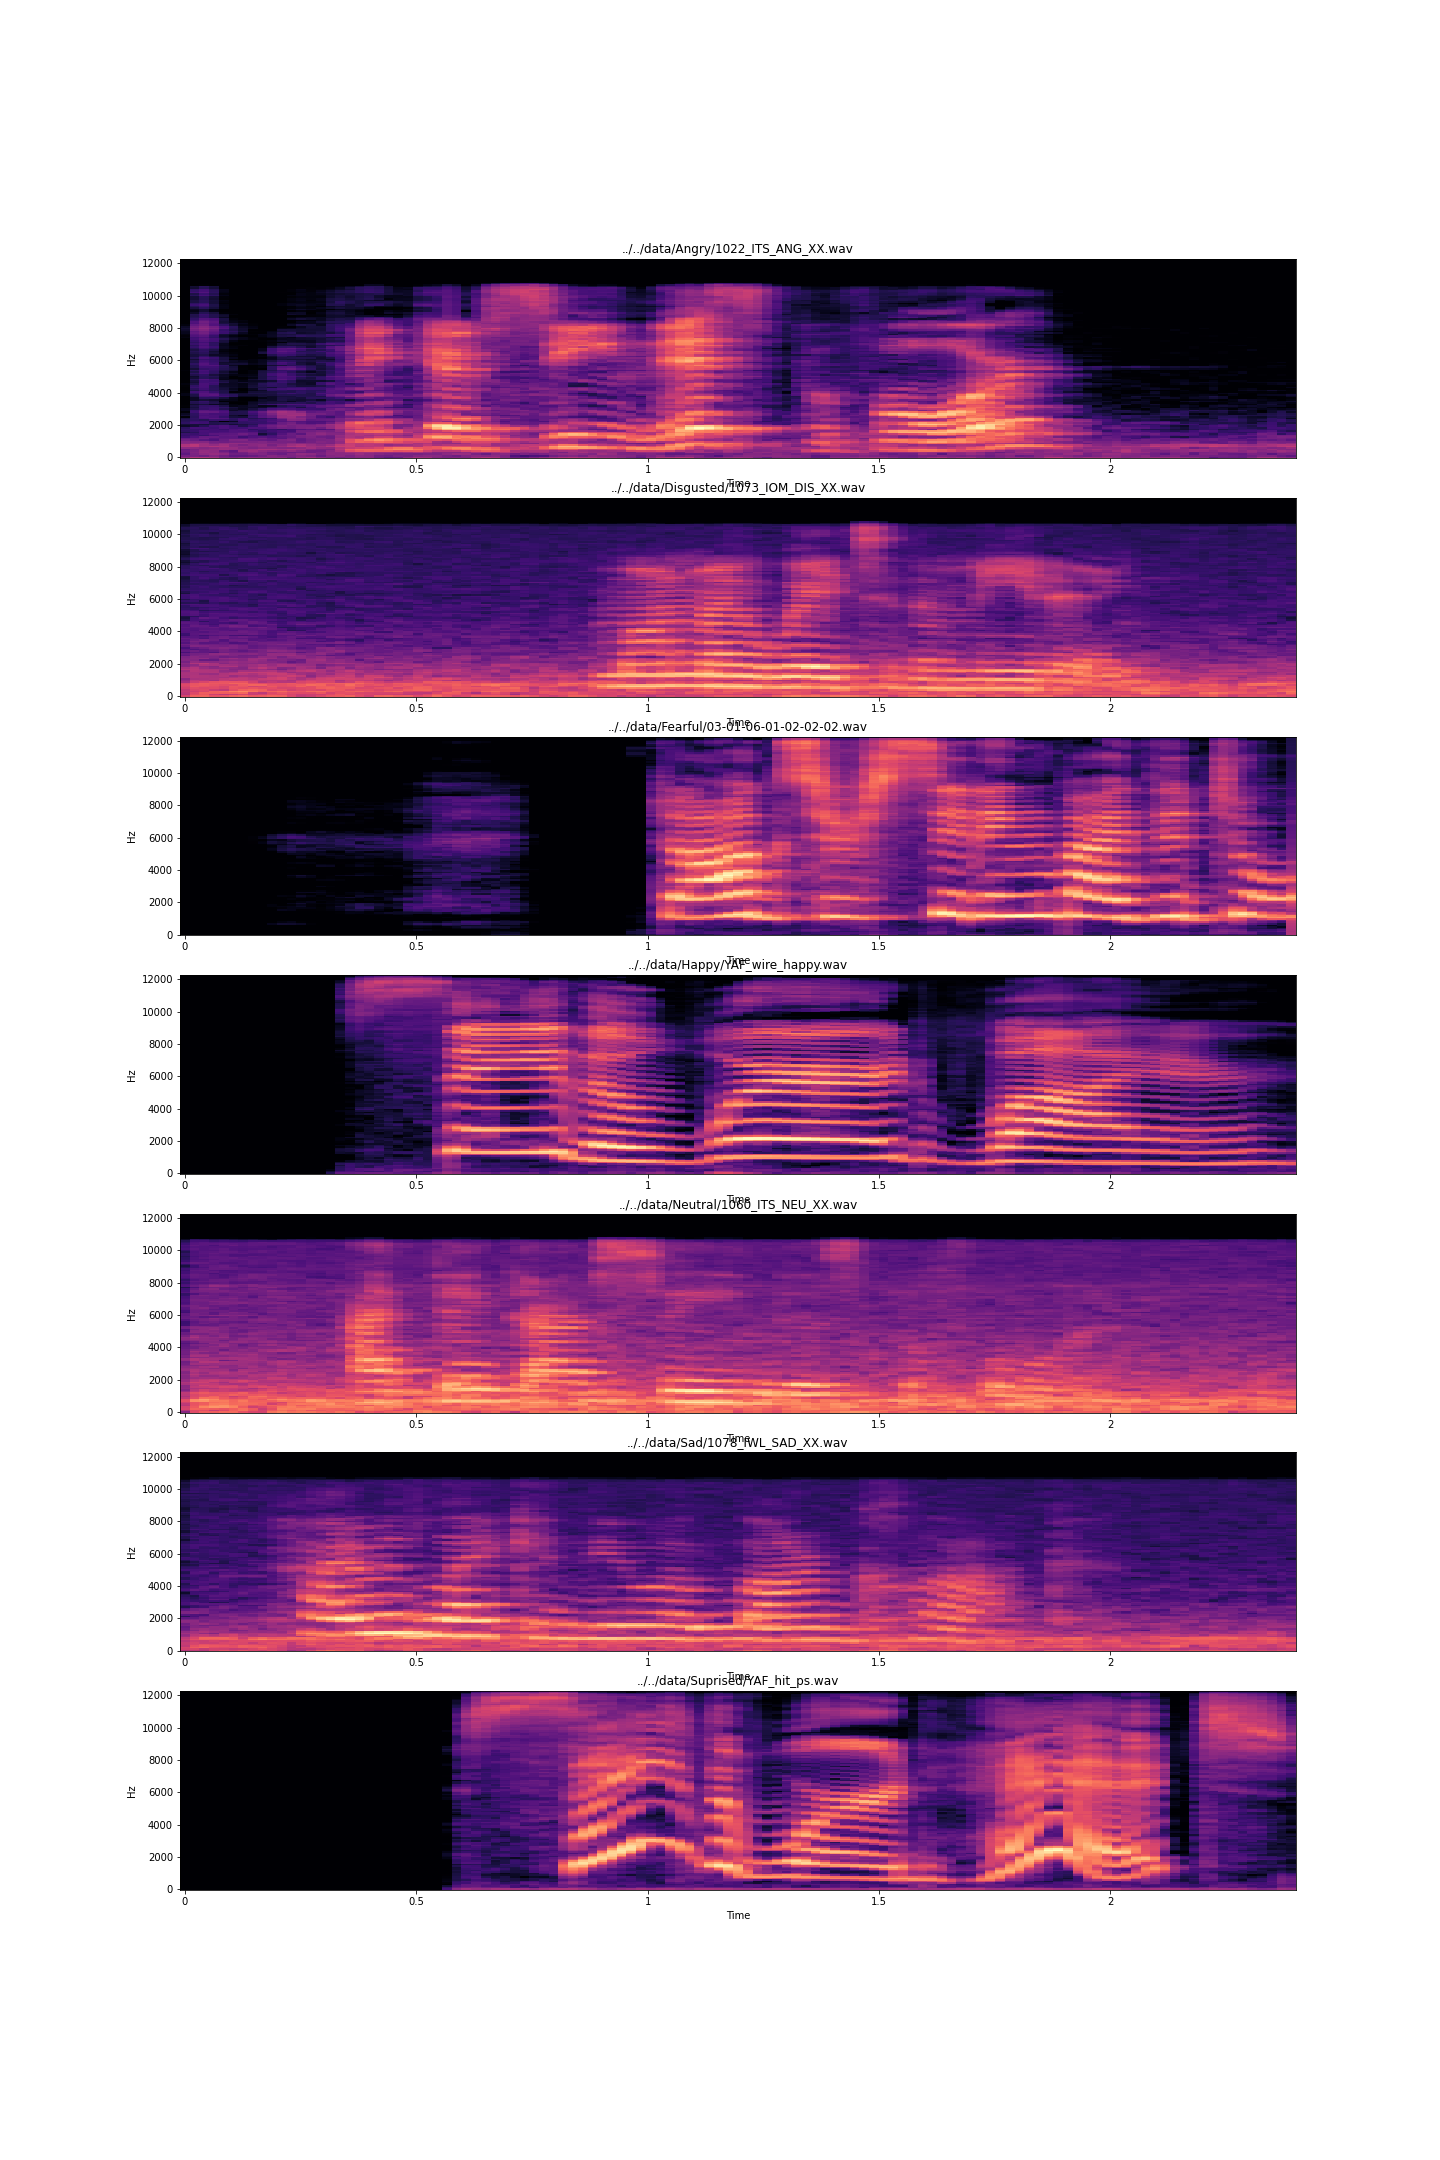 ../../data/Angry/1022_ITS_ANG_XX.wav
12000
10000
8000
6000
4000
2000
0
Hz
0 0.5 1 1.5 2
Time
../../data/Disgusted/1073_IOM_DIS_XX.wav
12000
10000
8000
6000
4000
2000
0
Hz
0 0.5 1 1.5 2
Time
../../data/Fearful/03-01-06-01-02-02-02.wav
12000
10000
8000
6000
4000
2000
0
Hz
0 0.5 1 1.5 2
Time
../../data/Happy/YAF_wire_happy.wav
12000
10000
8000
6000
4000
2000
0
Hz
0 0.5 1 1.5 2
Time
../../data/Neutral/1060_ITS_NEU_XX.wav
12000
10000
8000
6000
4000
2000
0
Hz
0 0.5 1 1.5 2
Time
../../data/Sad/1078_IWL_SAD_XX.wav
12000
10000
8000
6000
4000
2000
0
Hz
0 0.5 1 1.5 2
Time
../../data/Suprised/YAF_hit_ps.wav
12000
10000
8000
6000
4000
2000
0
Hz
0 0.5 1 1.5 2
Time